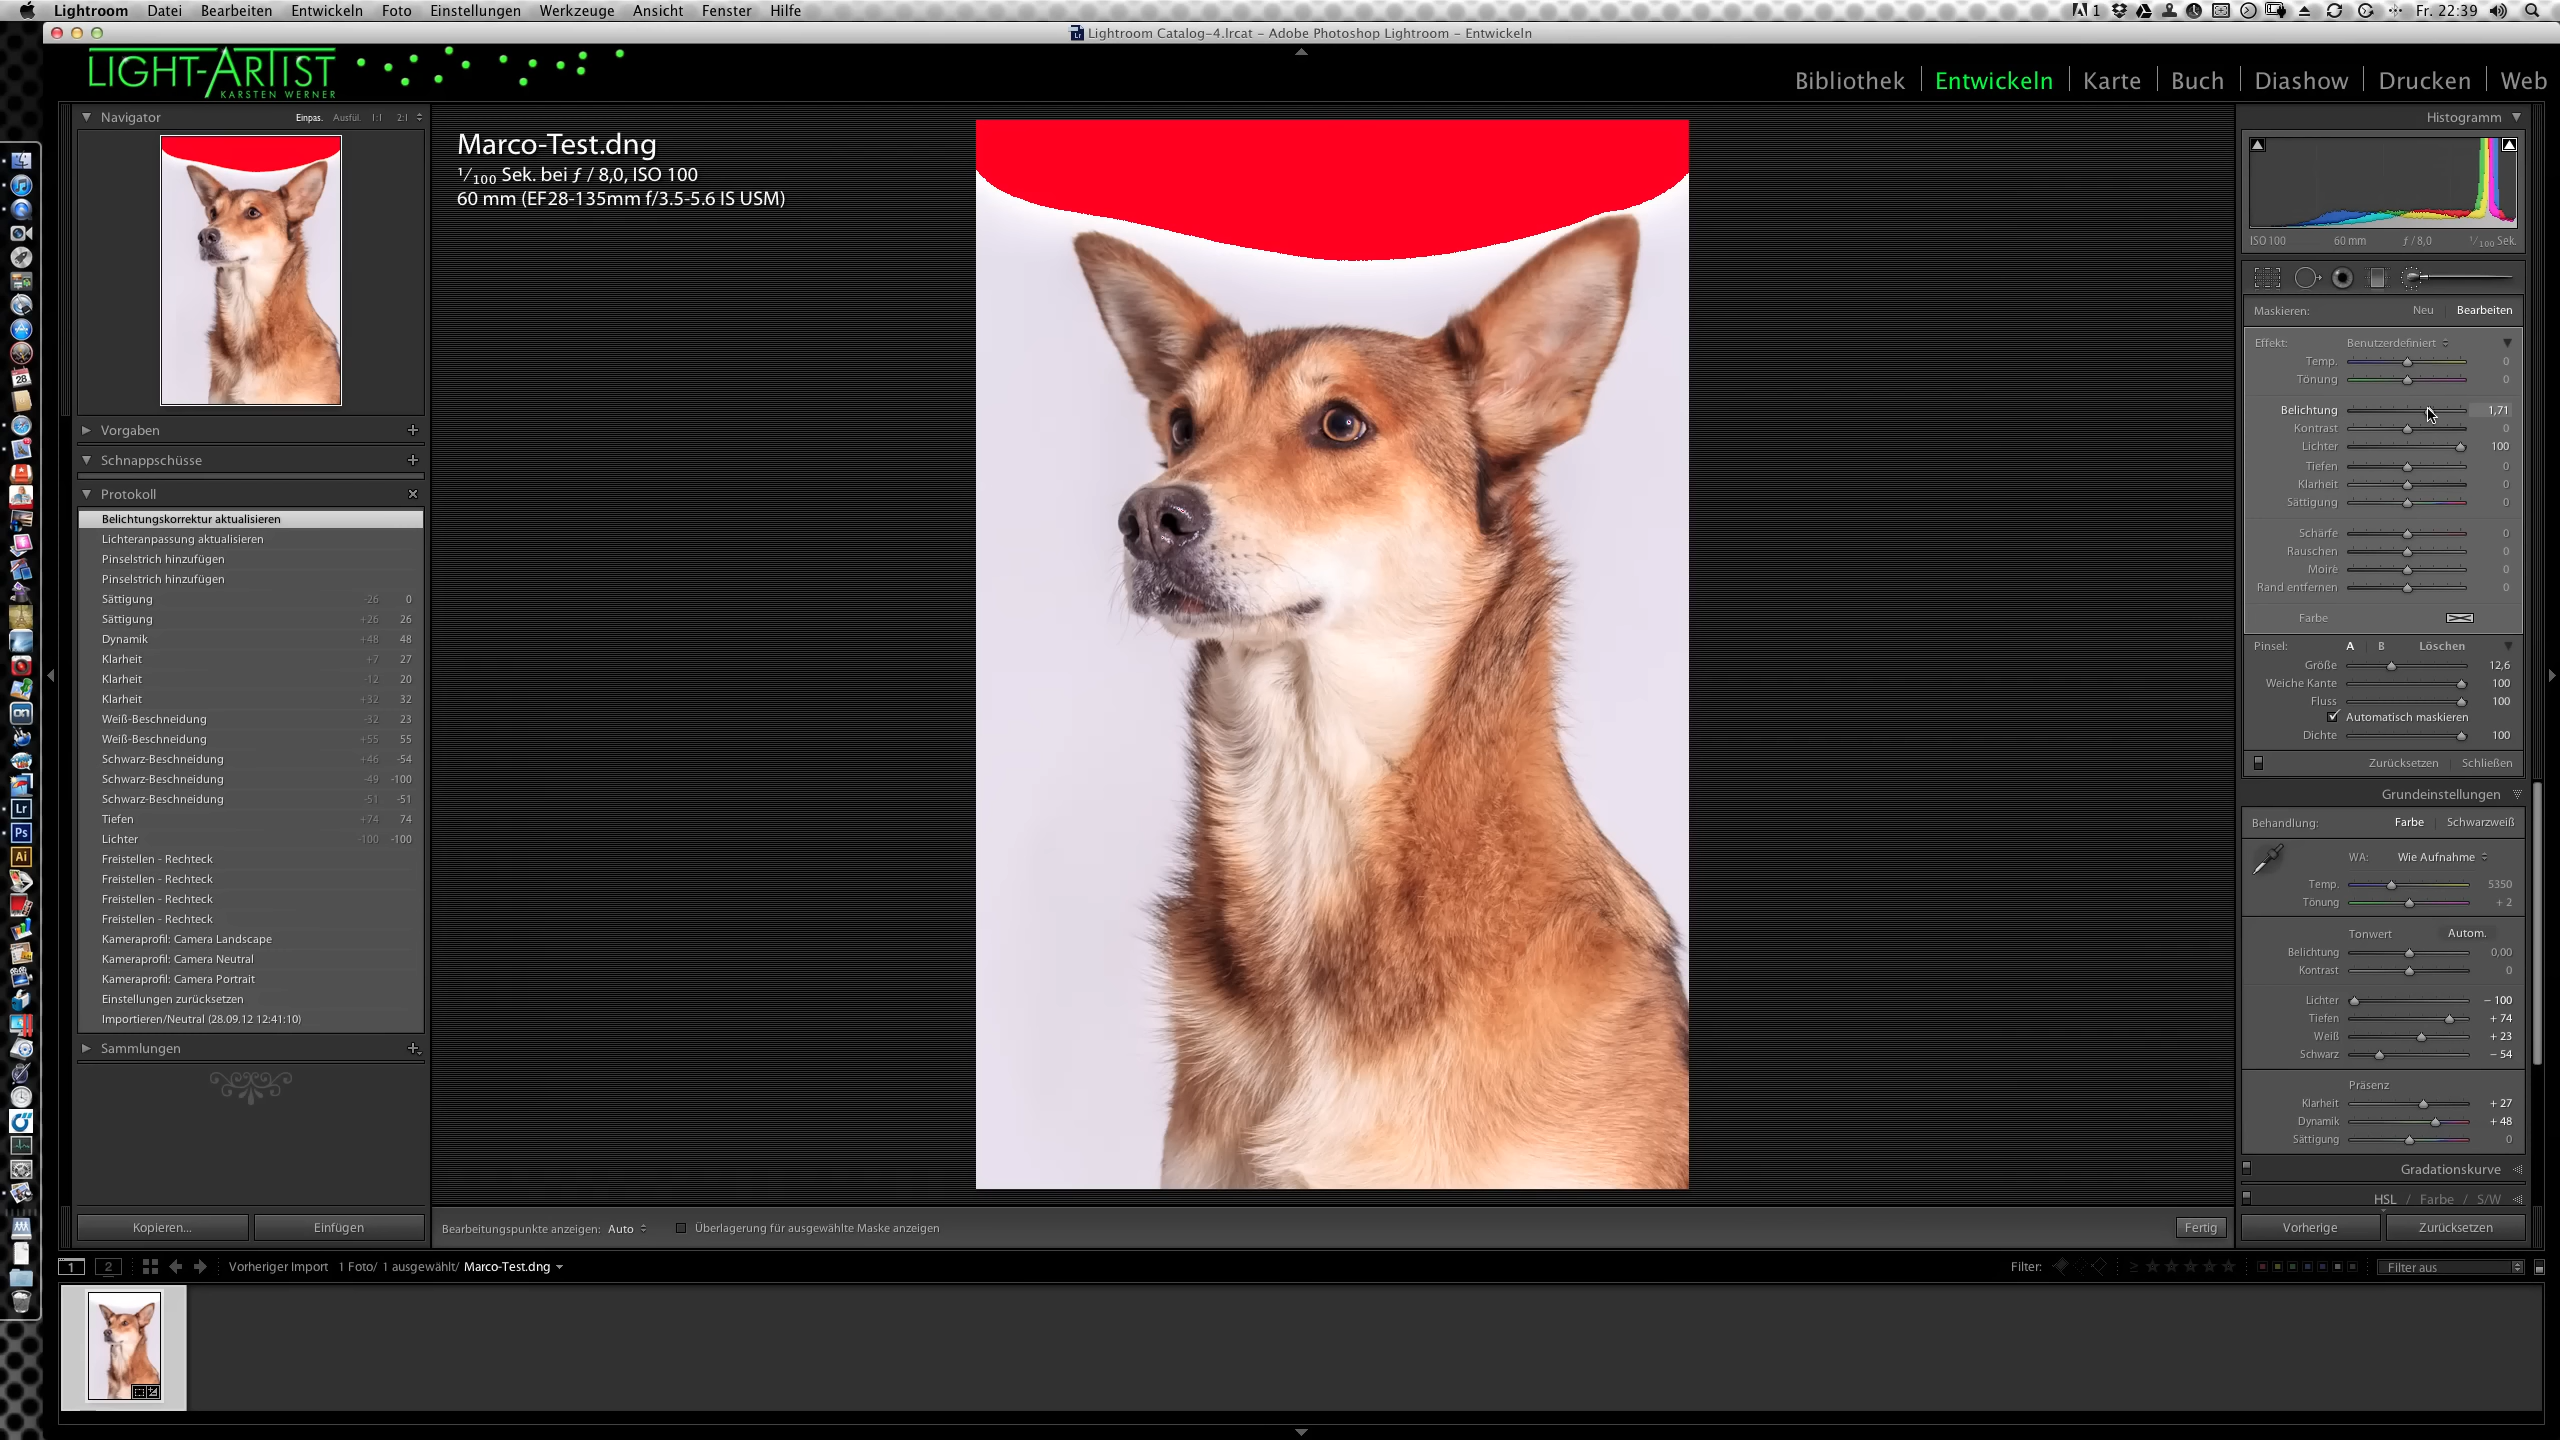 Lightroom Datei Bearbeiten Entwickeln Foto Einstellungen Werkzeuge Ansicht Fenster Hilfe 1 Fr. 22:39
Lightroom Catalog-4.lrcat – Adobe Photoshop Lightroom – Entwickeln
LIGHT-ARTIST
KARSTEN WERNER
Bibliothek | Entwickeln | Karte | Buch | Diashow | Drucken | Web
Navigator Einpas. Ausfül. 1:1 2:1
Marco-Test.dng
1/100 Sek. bei ƒ / 8,0, ISO 100
60 mm (EF28-135mm f/3.5-5.6 IS USM)
Vorgaben
Schnappschüsse
Protokoll
Belichtungskorrektur aktualisieren
Lichteranpassung aktualisieren
Pinselstrich hinzufügen
Pinselstrich hinzufügen
Sättigung -26 0
Sättigung +26 26
Dynamik +48 48
Klarheit +7 27
Klarheit -12 20
Klarheit +32 32
Weiß-Beschneidung -32 23
Weiß-Beschneidung +55 55
Schwarz-Beschneidung +46 -54
Schwarz-Beschneidung -49 -100
Schwarz-Beschneidung -51 -51
Tiefen +74 74
Lichter -100 -100
Freistellen - Rechteck
Freistellen - Rechteck
Freistellen - Rechteck
Freistellen - Rechteck
Kameraprofil: Camera Landscape
Kameraprofil: Camera Neutral
Kameraprofil: Camera Portrait
Einstellungen zurücksetzen
Importieren/Neutral (28.09.12 12:41:10)
Sammlungen
Kopieren... Einfügen
28
Lr
Ps
Ai
Histogramm
ISO 100 60 mm ƒ / 8,0 1/100 Sek.
Maskieren: Neu Bearbeiten
Effekt: Benutzerdefiniert
Temp. 0
Tönung 0
Belichtung 1,71
Kontrast 0
Lichter 100
Tiefen 0
Klarheit 0
Sättigung 0
Schärfe 0
Rauschen 0
Moiré 0
Rand entfernen 0
Farbe
Pinsel: A B Löschen
Größe 12,6
Weiche Kante 100
Fluss 100
Automatisch maskieren
Dichte 100
Zurücksetzen Schließen
Grundeinstellungen
Behandlung: Farbe Schwarzweiß
WA: Wie Aufnahme
Temp. 5350
Tönung + 2
Tonwert Autom.
Belichtung 0,00
Kontrast 0
Lichter – 100
Tiefen + 74
Weiß + 23
Schwarz – 54
Präsenz
Klarheit + 27
Dynamik + 48
Sättigung 0
Gradationskurve
HSL / Farbe / S/W
Vorherige Zurücksetzen
Bearbeitungspunkte anzeigen: Auto Überlagerung für ausgewählte Maske anzeigen Fertig
1 2 Vorheriger Import 1 Foto/ 1 ausgewählt/ Marco-Test.dng Filter: ≥ Filter aus